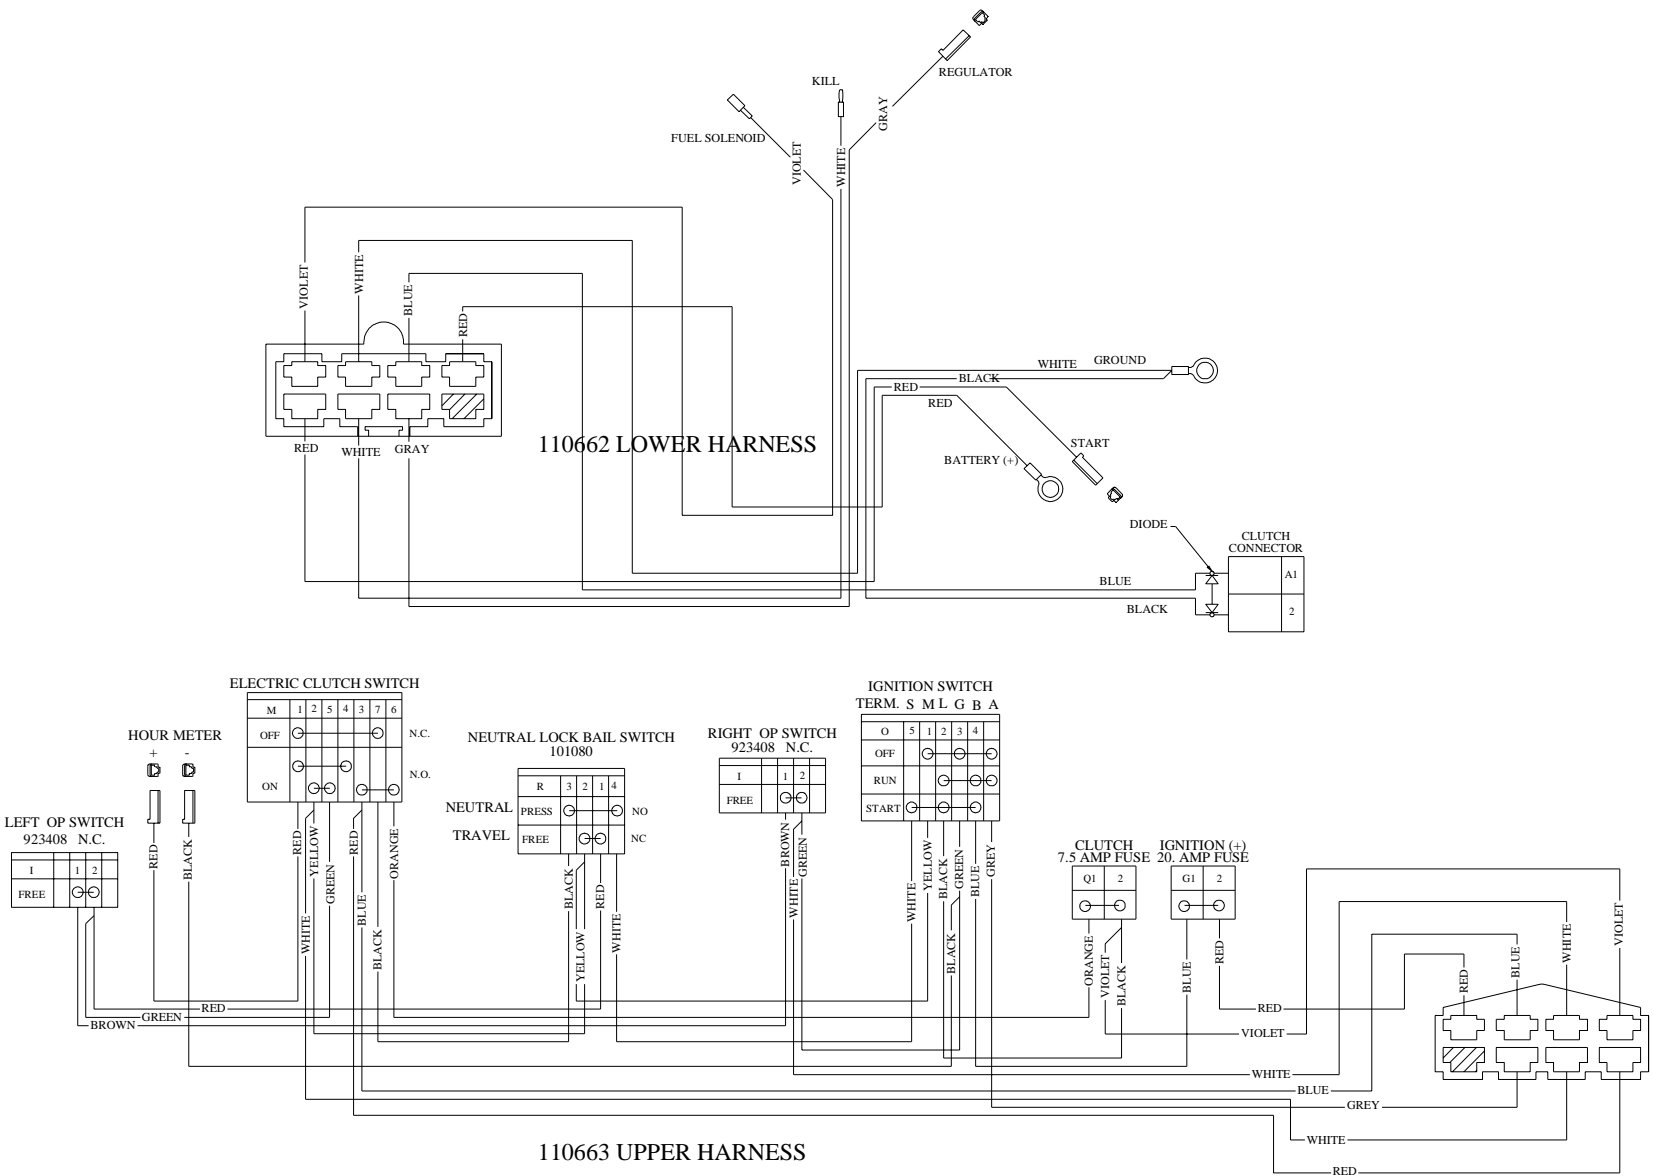 REGULATOR
KILL
GRAY
FUEL SOLENOID
VIOLET
WHITE
VIOLET
WHITE
BLUE
RED
WHITE GROUND
BLACK
RED
RED
RED
WHITE
GRAY
110662 LOWER HARNESS
START
BATTERY (+)
DIODE
CLUTCH
CONNECTOR
A1
2
BLUE
BLACK
ELECTRIC CLUTCH SWITCH
M 1 2 5 4 3 7 6
OFF
N.C.
ON
N.O.
HOUR METER
+ -
LEFT OP SWITCH
923408 N.C.
I 1 2
FREE
RED
BLACK
RED
YELLOW
GREEN
RED
ORANGE
WHITE
BLUE
BLACK
NEUTRAL LOCK BAIL SWITCH
101080
R 3 2 1 4
NEUTRAL PRESS NO
TRAVEL FREE NC
BLACK
RED
YELLOW
WHITE
RIGHT OP SWITCH
923408 N.C.
I 1 2
FREE
BROWN
GREEN
WHITE
IGNITION SWITCH
TERM. S M L G B A
O 5 1 2 3 4
OFF
RUN
START
WHITE
YELLOW
BLACK
GREEN
BLUE
GREY
BLACK
CLUTCH
7.5 AMP FUSE
Q1 2
IGNITION (+)
20. AMP FUSE
G1 2
ORANGE
VIOLET
BLACK
BLUE
RED
RED
BLUE
WHITE
VIOLET
RED
GREEN
BROWN
RED
VIOLET
WHITE
BLUE
GREY
WHITE
RED
110663 UPPER HARNESS